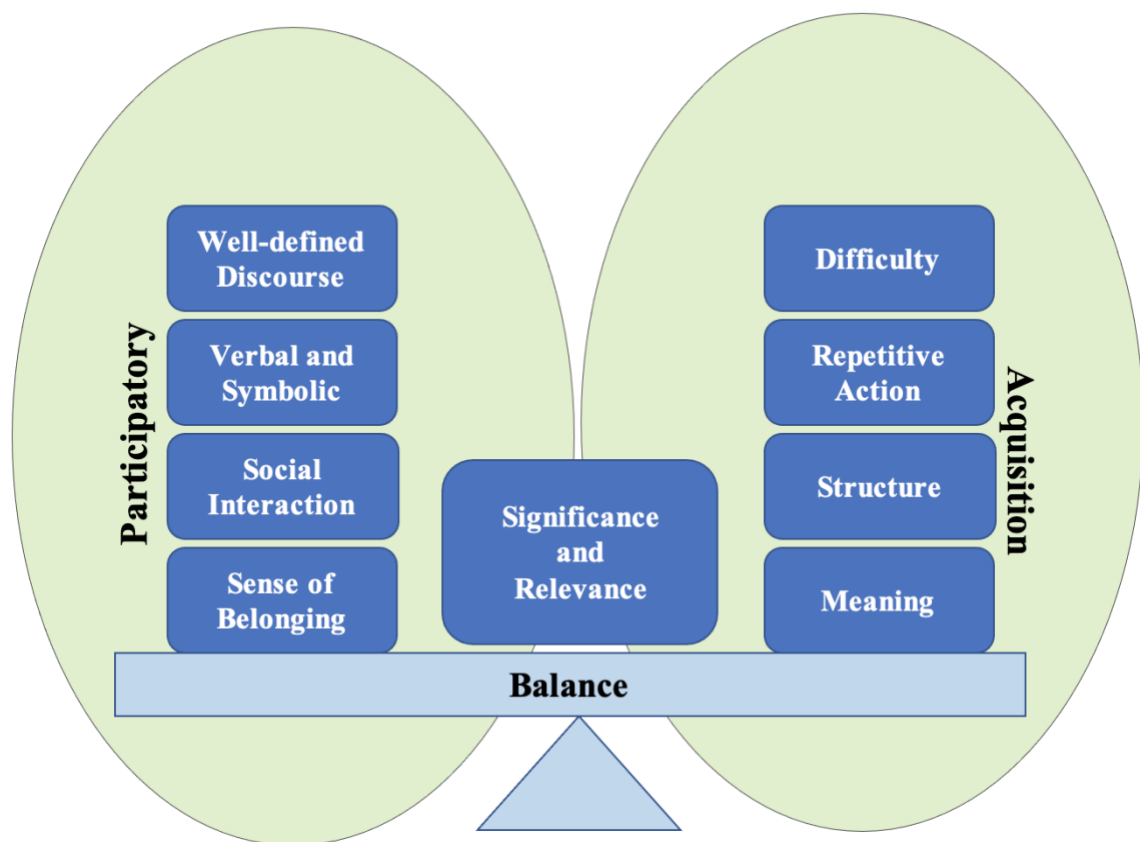 Participatory
Well-defined
Discourse
Verbal and
Symbolic
Social
Interaction
Sense of
Belonging
Significance
and
Relevance
Difficulty
Repetitive
Action
Structure
Meaning
Acquisition
Balance